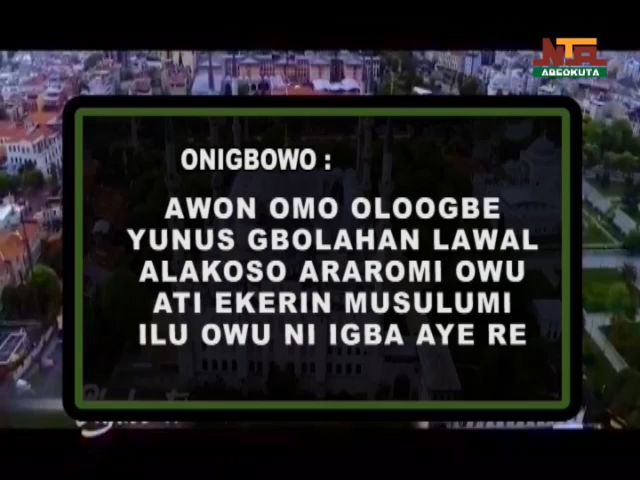 NTA
ABEOKUTA
ONIGBOWO :
AWON OMO OLOOGBE
YUNUS GBOLAHAN LAWAL
ALAKOSO ARAROMI OWU
ATI EKERIN MUSULUMI
ILU OWU NI IGBA AYE RE